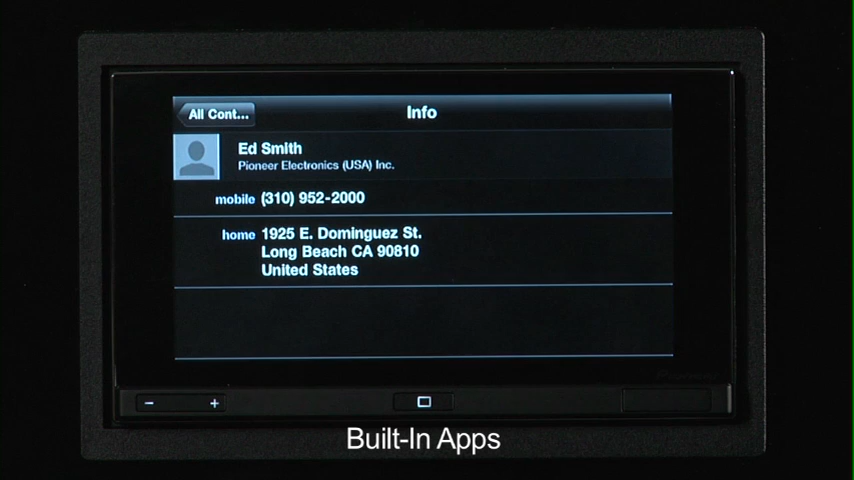 All Cont...
Info
Ed Smith
Pioneer Electronics (USA) Inc.
mobile (310) 952-2000
home 1925 E. Dominguez St.
Long Beach CA 90810
United States
Pioneer
- +
Built-In Apps